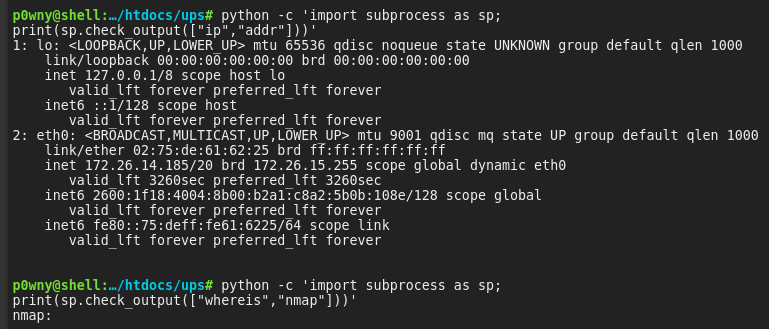 p0wny@shell:…/htdocs/ups# python -c 'import subprocess as sp;
print(sp.check_output(["ip","addr"]))'
1: lo: <LOOPBACK,UP,LOWER_UP> mtu 65536 qdisc noqueue state UNKNOWN group default qlen 1000
    link/loopback 00:00:00:00:00:00 brd 00:00:00:00:00:00
    inet 127.0.0.1/8 scope host lo
       valid_lft forever preferred_lft forever
    inet6 ::1/128 scope host
       valid_lft forever preferred_lft forever
2: eth0: <BROADCAST,MULTICAST,UP,LOWER_UP> mtu 9001 qdisc mq state UP group default qlen 1000
    link/ether 02:75:de:61:62:25 brd ff:ff:ff:ff:ff:ff
    inet 172.26.14.185/20 brd 172.26.15.255 scope global dynamic eth0
       valid_lft 3260sec preferred_lft 3260sec
    inet6 2600:1f18:4004:8b00:b2a1:c8a2:5b0b:108e/128 scope global
       valid_lft forever preferred_lft forever
    inet6 fe80::75:deff:fe61:6225/64 scope link
       valid_lft forever preferred_lft forever
p0wny@shell:…/htdocs/ups# python -c 'import subprocess as sp;
print(sp.check_output(["whereis","nmap"]))'
nmap: